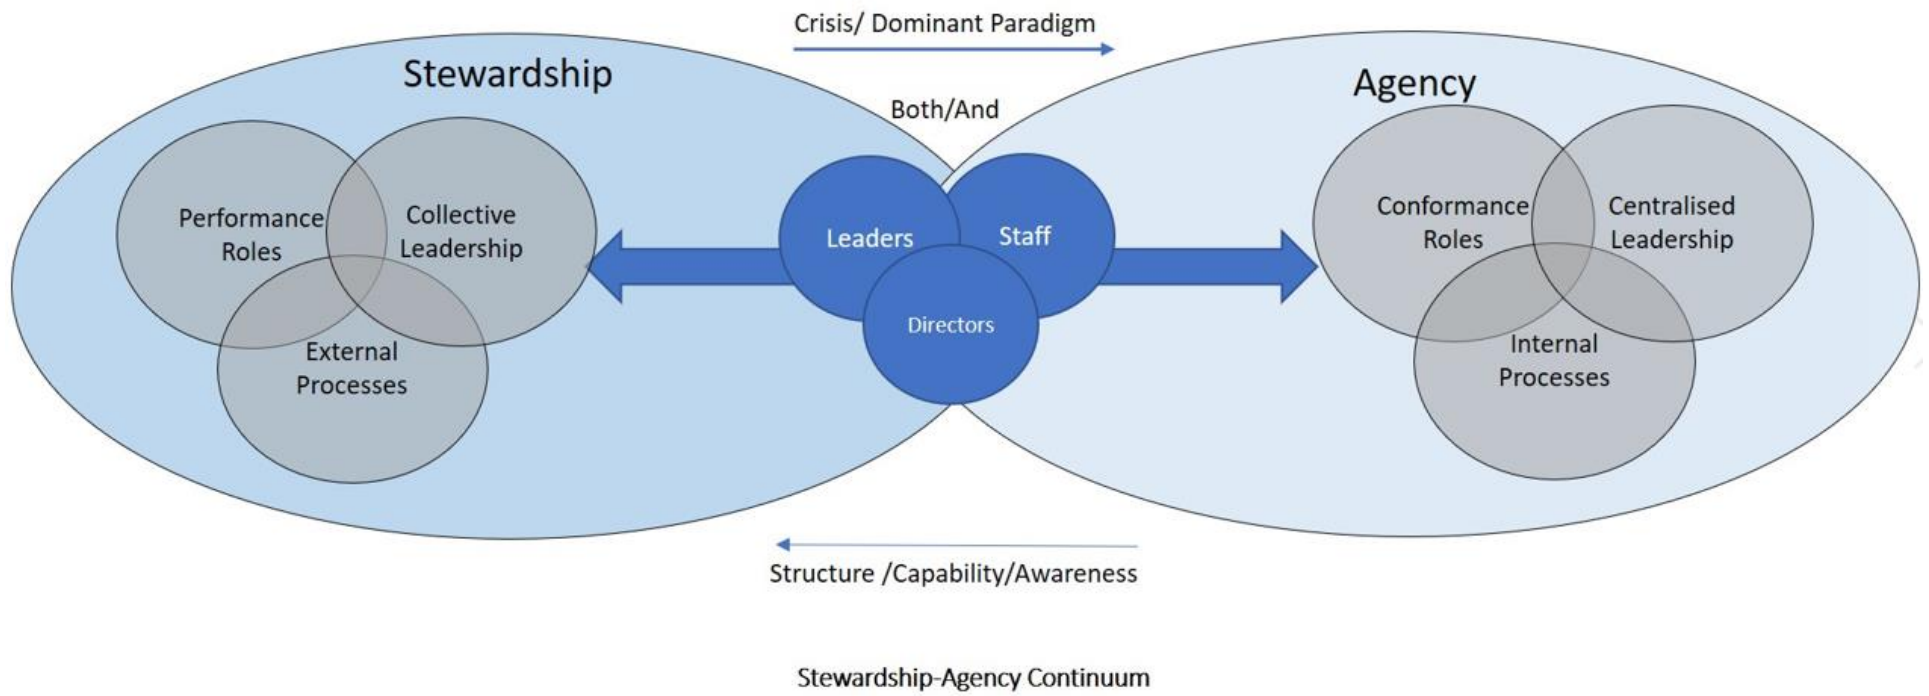 Crisis/ Dominant Paradigm
Stewardship
Agency
Both/And
Performance
Roles
Collective
Leadership
External
Processes
Leaders
Staff
Directors
Conformance
Roles
Centralised
Leadership
Internal
Processes
Structure /Capability/Awareness
Stewardship-Agency Continuum